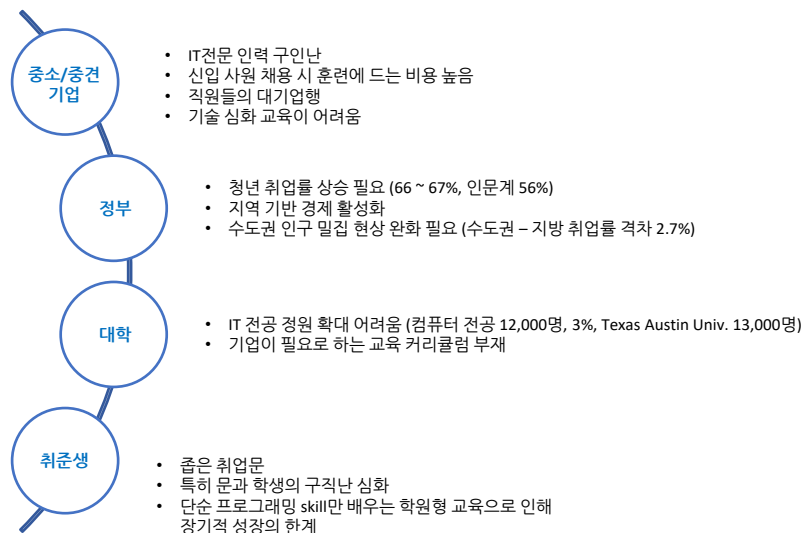 중소/중견
기업
• IT전문 인력 구인난
• 신입 사원 채용 시 훈련에 드는 비용 높음
• 직원들의 대기업행
• 기술 심화 교육이 어려움
정부
• 청년 취업률 상승 필요 (66 ~ 67%, 인문계 56%)
• 지역 기반 경제 활성화
• 수도권 인구 밀집 현상 완화 필요 (수도권 – 지방 취업률 격차 2.7%)
대학
• IT 전공 정원 확대 어려움 (컴퓨터 전공 12,000명, 3%, Texas Austin Univ. 13,000명)
• 기업이 필요로 하는 교육 커리큘럼 부재
취준생
• 좁은 취업문
• 특히 문과 학생의 구직난 심화
• 단순 프로그래밍 skill만 배우는 학원형 교육으로 인해
장기적 성장의 한계